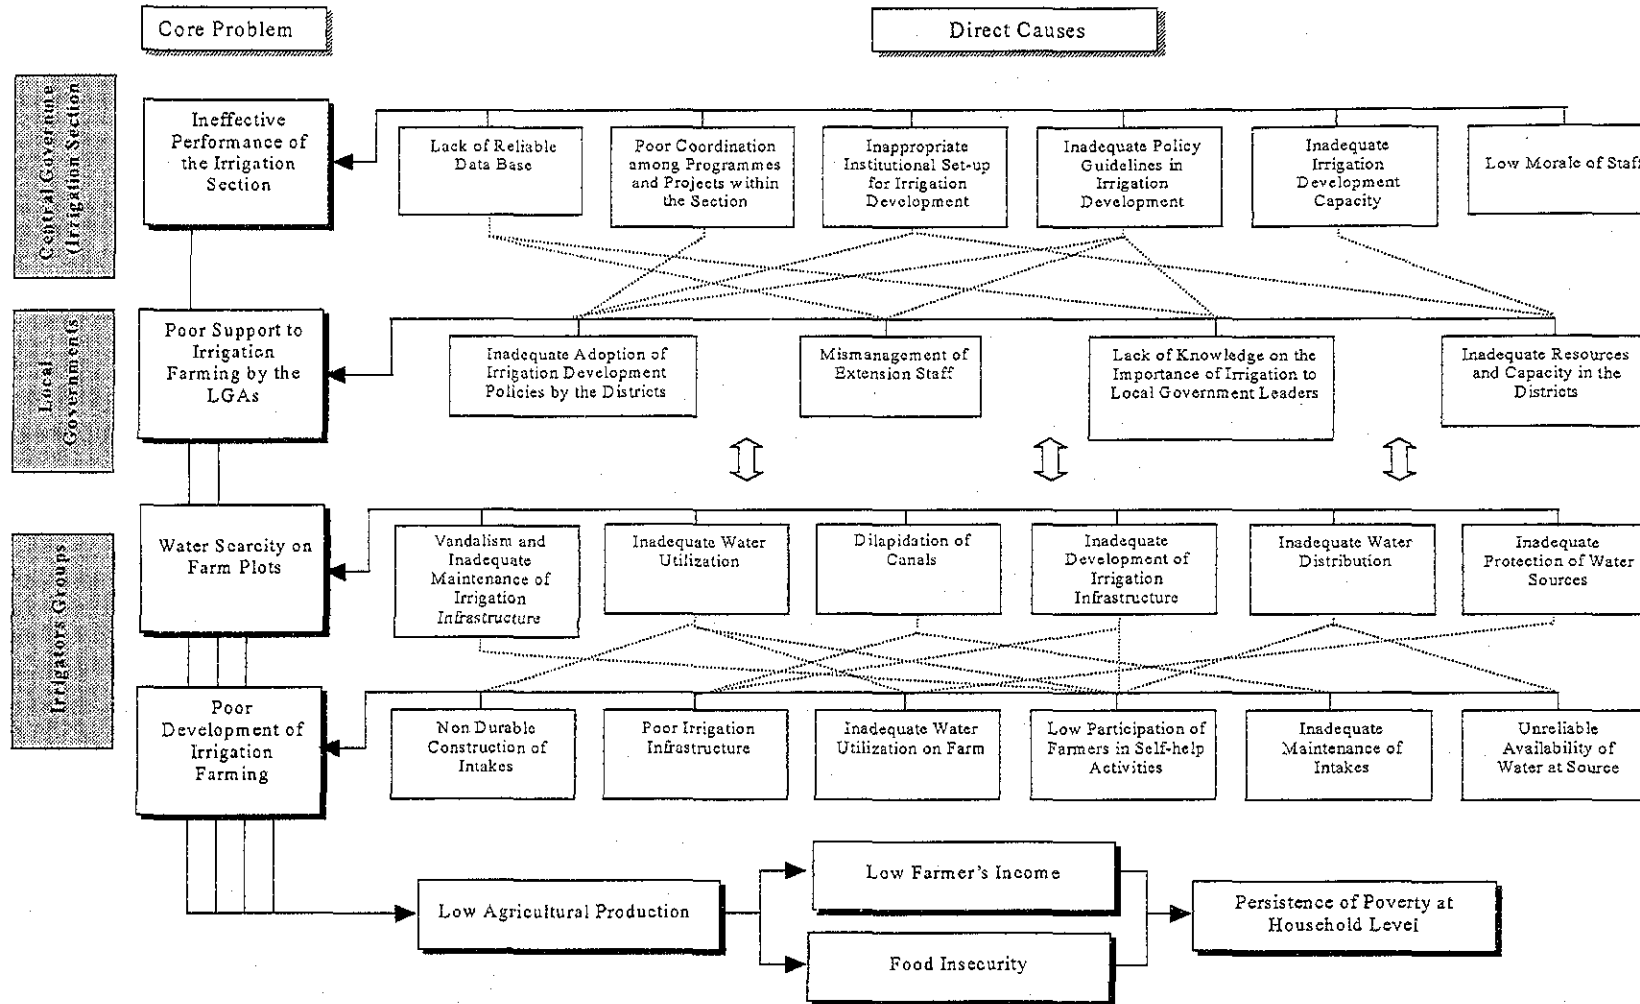 Core Problem
Direct Causes
Central Governme
(Irrigation Section
Ineffective
Performance of
the Irrigation
Section
Lack of Reliable
Data Base
Poor Coordination
among Programmes
and Projects within
the Section
Inappropriate
Institutional Set-up
for Irrigation
Development
Inadequate Policy
Guidelines in
Irrigation
Development
Inadequate
Irrigation
Development
Capacity
Low Morale of Staff
Local
Governments
Poor Support to
Irrigation
Farming by the
LGAs
Inadequate Adoption of
Irrigation Development
Policies by the Districts
Mismanagement of
Extension Staff
Lack of Knowledge on the
Importance of Irrigation to
Local Government Leaders
Inadequate Resources
and Capacity in the
Districts
Irrigators Groups
Water Scarcity on
Farm Plots
Vandalism and
Inadequate
Maintenance of
Irrigation
Infrastructure
Inadequate Water
Utilization
Dilapidation of
Canals
Inadequate
Development of
Irrigation
Infrastructure
Inadequate Water
Distribution
Inadequate
Protection of Water
Sources
Poor
Development of
Irrigation
Farming
Non Durable
Construction of
Intakes
Poor Irrigation
Infrastructure
Inadequate Water
Utilization on Farm
Low Participation of
Farmers in Self-help
Activities
Inadequate
Maintenance of
Intakes
Unreliable
Availability of
Water at Source
Low Agricultural Production
Low Farmer's Income
Food Insecurity
Persistence of Poverty at
Household Level